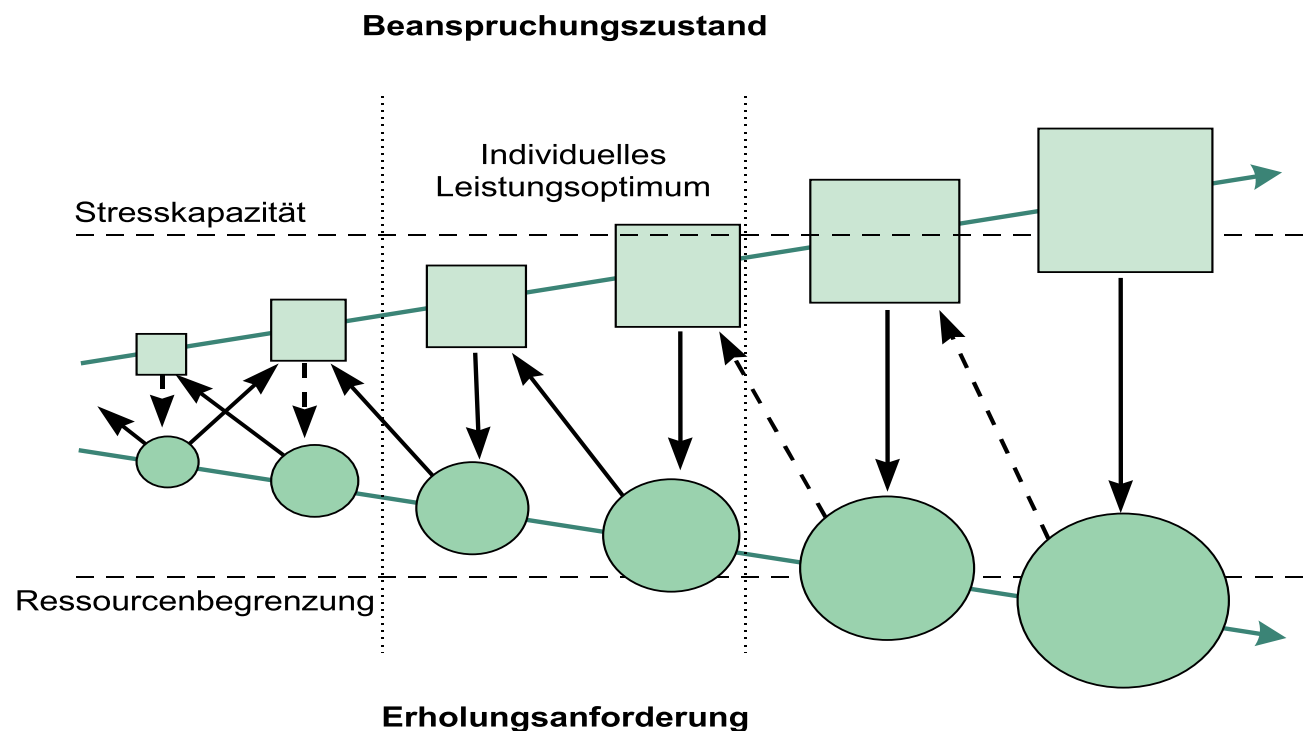 Beanspruchungszustand
Individuelles
Leistungsoptimum
Stresskapazität
Ressourcenbegrenzung
Erholungsanforderung